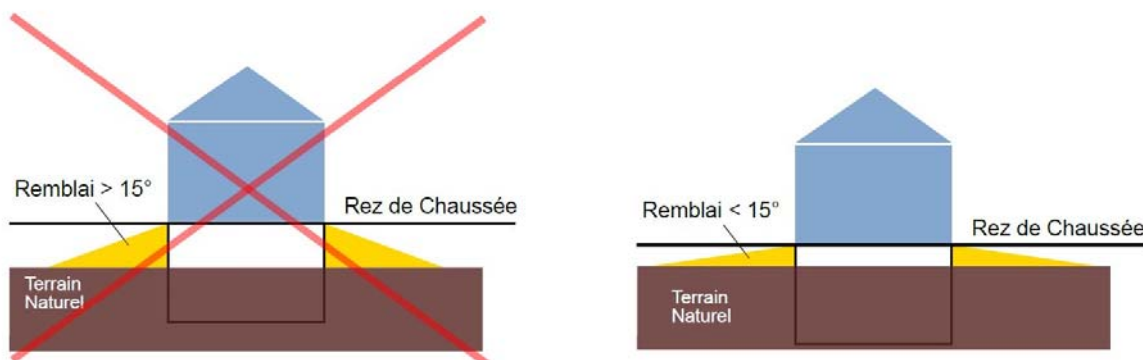 Remblai > 15°
Rez de Chaussée
Terrain
Naturel
Remblai < 15°
Rez de Chaussée
Terrain
Naturel